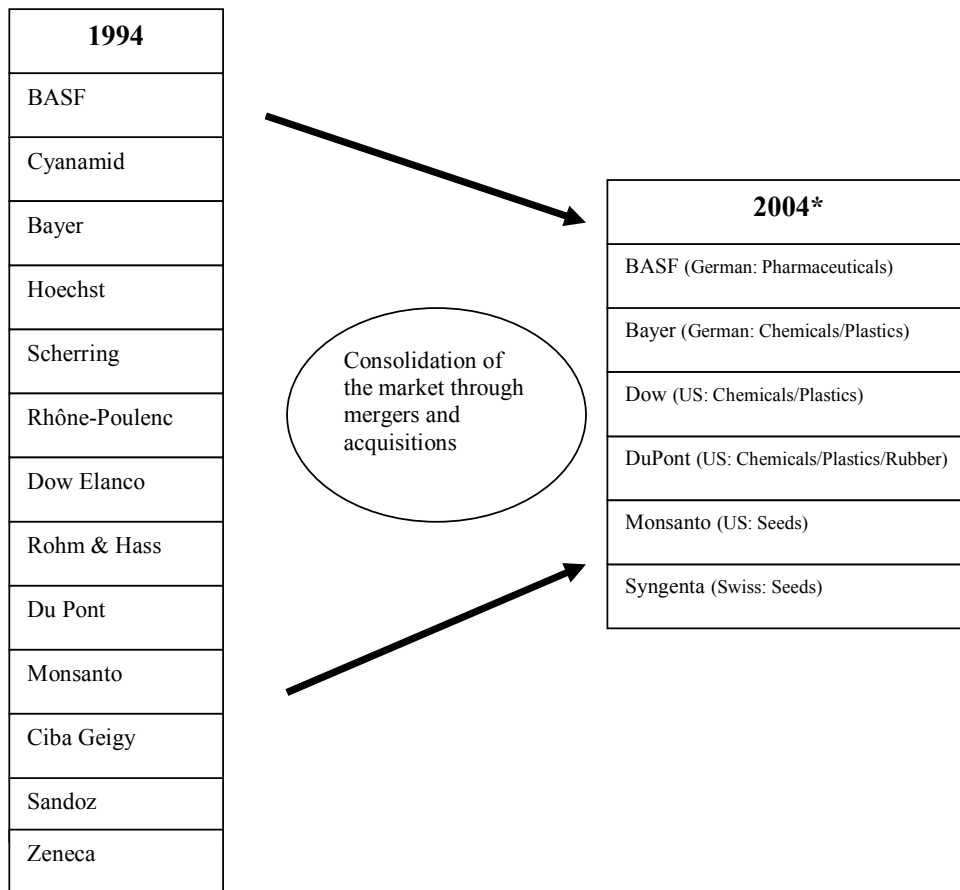 1994
BASF
Cyanamid
Bayer
Hoechst
Scherring
Rhône-Poulenc
Dow Elanco
Rohm & Hass
Du Pont
Monsanto
Ciba Geigy
Sandoz
Zeneca
Consolidation of
the market through
mergers and
acquisitions
2004*
BASF (German: Pharmaceuticals)
Bayer (German: Chemicals/Plastics)
Dow (US: Chemicals/Plastics)
DuPont (US: Chemicals/Plastics/Rubber)
Monsanto (US: Seeds)
Syngenta (Swiss: Seeds)